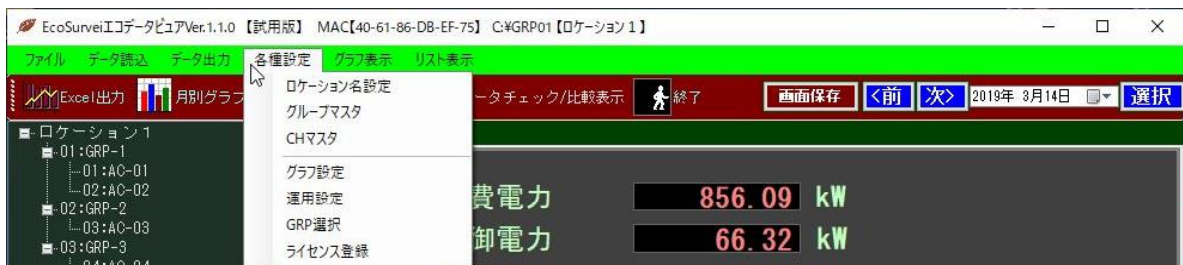 EcoSurveiエコデータビュアVer.1.1.0 【試用版】 MAC【40-61-86-DB-EF-75】 C:¥GRP01【ロケーション1】
ファイル データ読込 データ出力 各種設定 グラフ表示 リスト表示
Excel出力 月別グラフ ータチェック/比較表示 終了 画面保存 <前 次> 2019年 3月14日 選択
ロケーション名設定
グループマスタ
CHマスタ
グラフ設定
運用設定
GRP選択
ライセンス登録
ロケーション1
01:GRP-1
01:AC-01
02:AC-02
02:GRP-2
03:AC-03
03:GRP-3
費電力 856.09 kW
御電力 66.32 kW